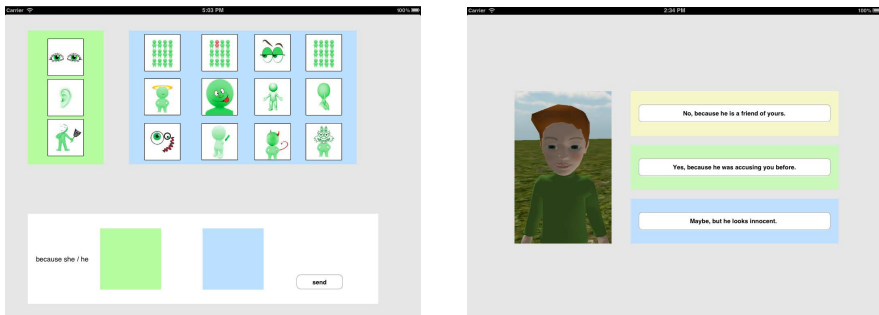 Carrier 5:03 PM 100%
because she / he
send
Carrier 2:34 PM 100%
No, because he is a friend of yours.
Yes, because he was accusing you before.
Maybe, but he looks innocent.